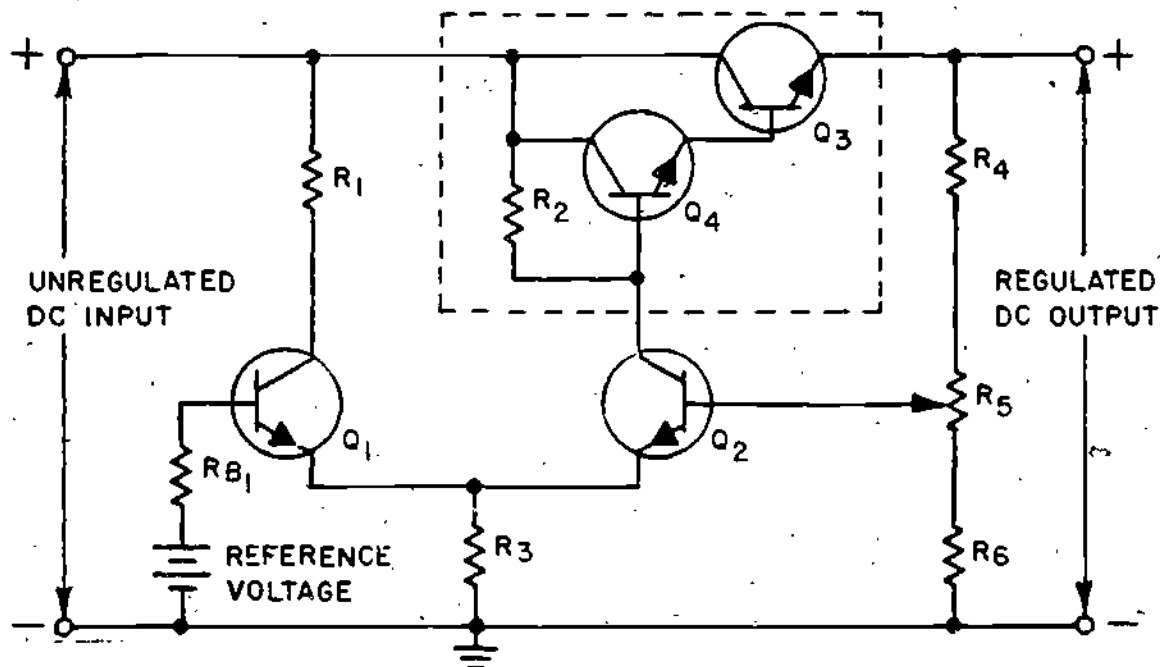 +
+
Q3
R1
R2
Q4
R4
UNREGULATED
DC INPUT
REGULATED
DC OUTPUT
R5
Q1
Q2
RB1
R3
R6
REFERENCE
VOLTAGE
-
-